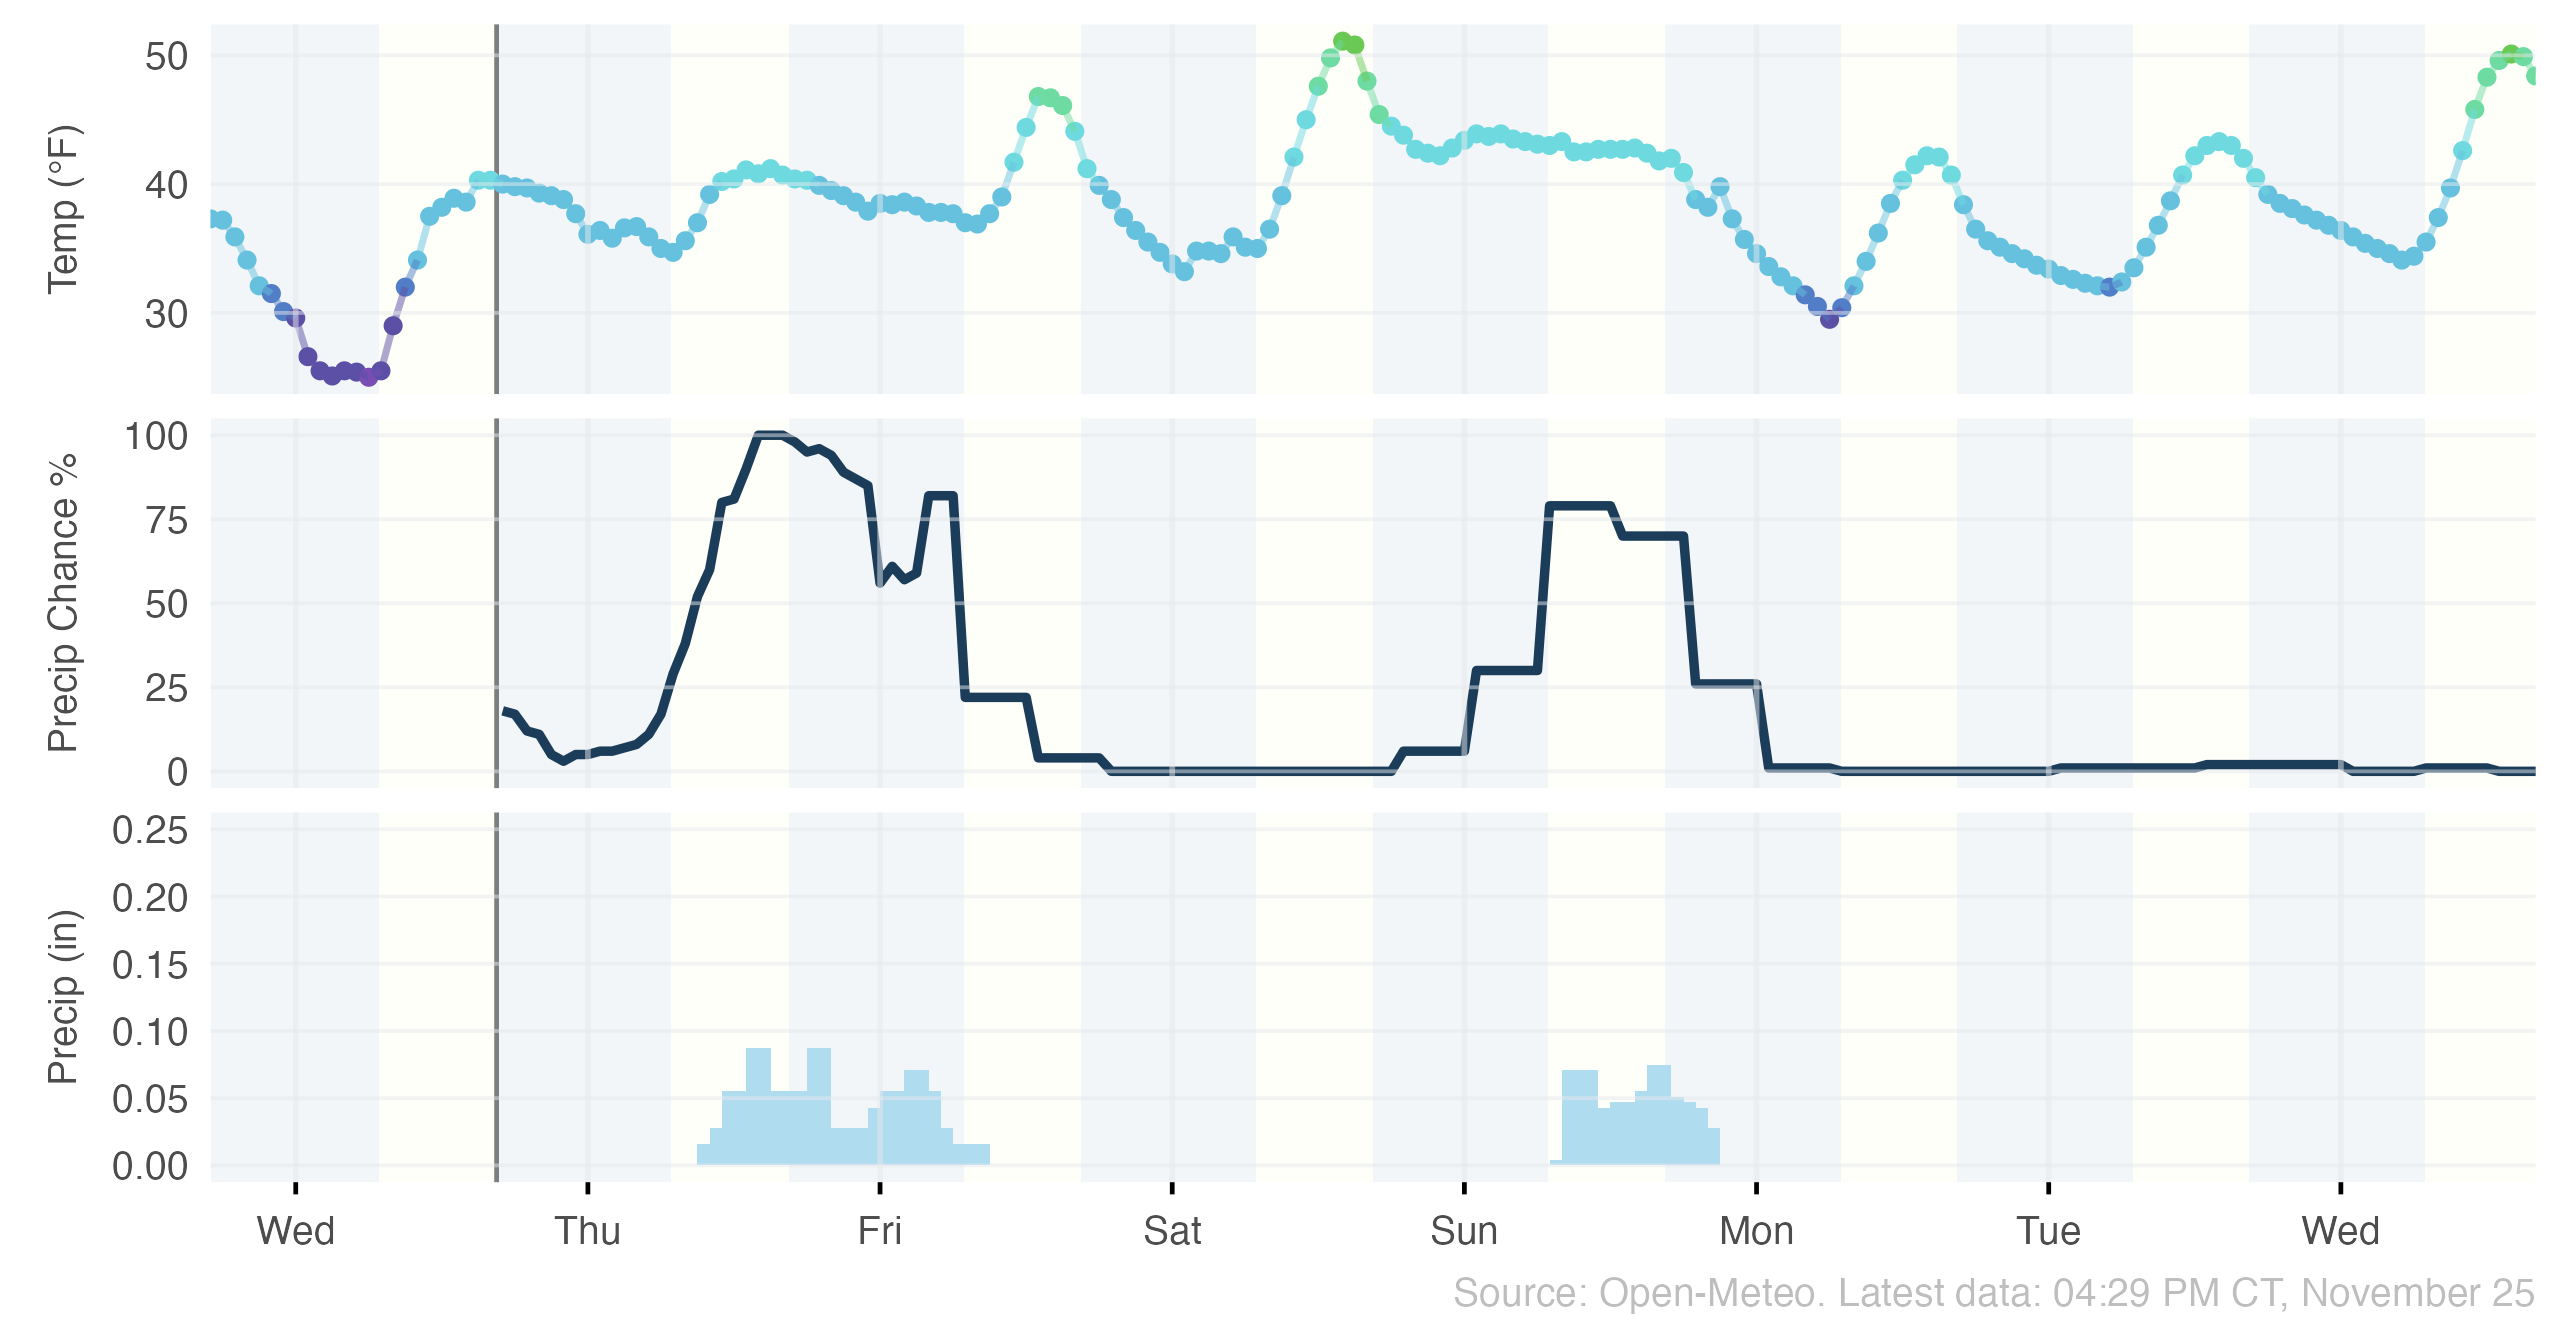 Temp (°F)
50
40
30
Precip Chance %
100
75
50
25
0
Precip (in)
0.25
0.20
0.15
0.10
0.05
0.00
Wed Thu Fri Sat Sun Mon Tue Wed
Source: Open-Meteo. Latest data: 04:29 PM CT, November 25